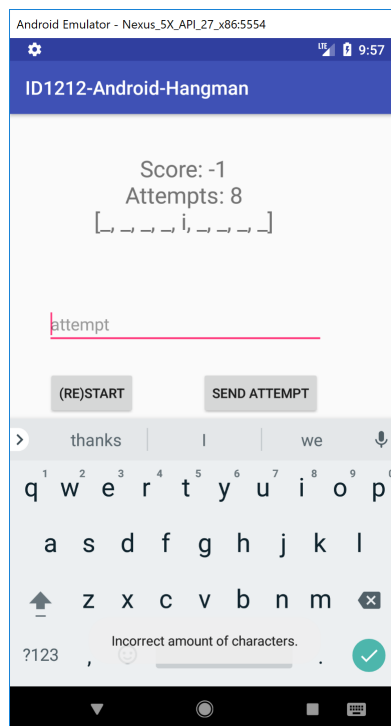 Android Emulator - Nexus_5X_API_27_x86:5554
LTE 9:57
ID1212-Android-Hangman
Score: -1
Attempts: 8
[_, _, _, _, i, _, _, _, _]
attempt
(RE)START SEND ATTEMPT
thanks I we
1 2 3 4 5 6 7 8 9 0
q w e r t y u i o p
a s d f g h j k l
z x c v b n m
Incorrect amount of characters.
?123 , .